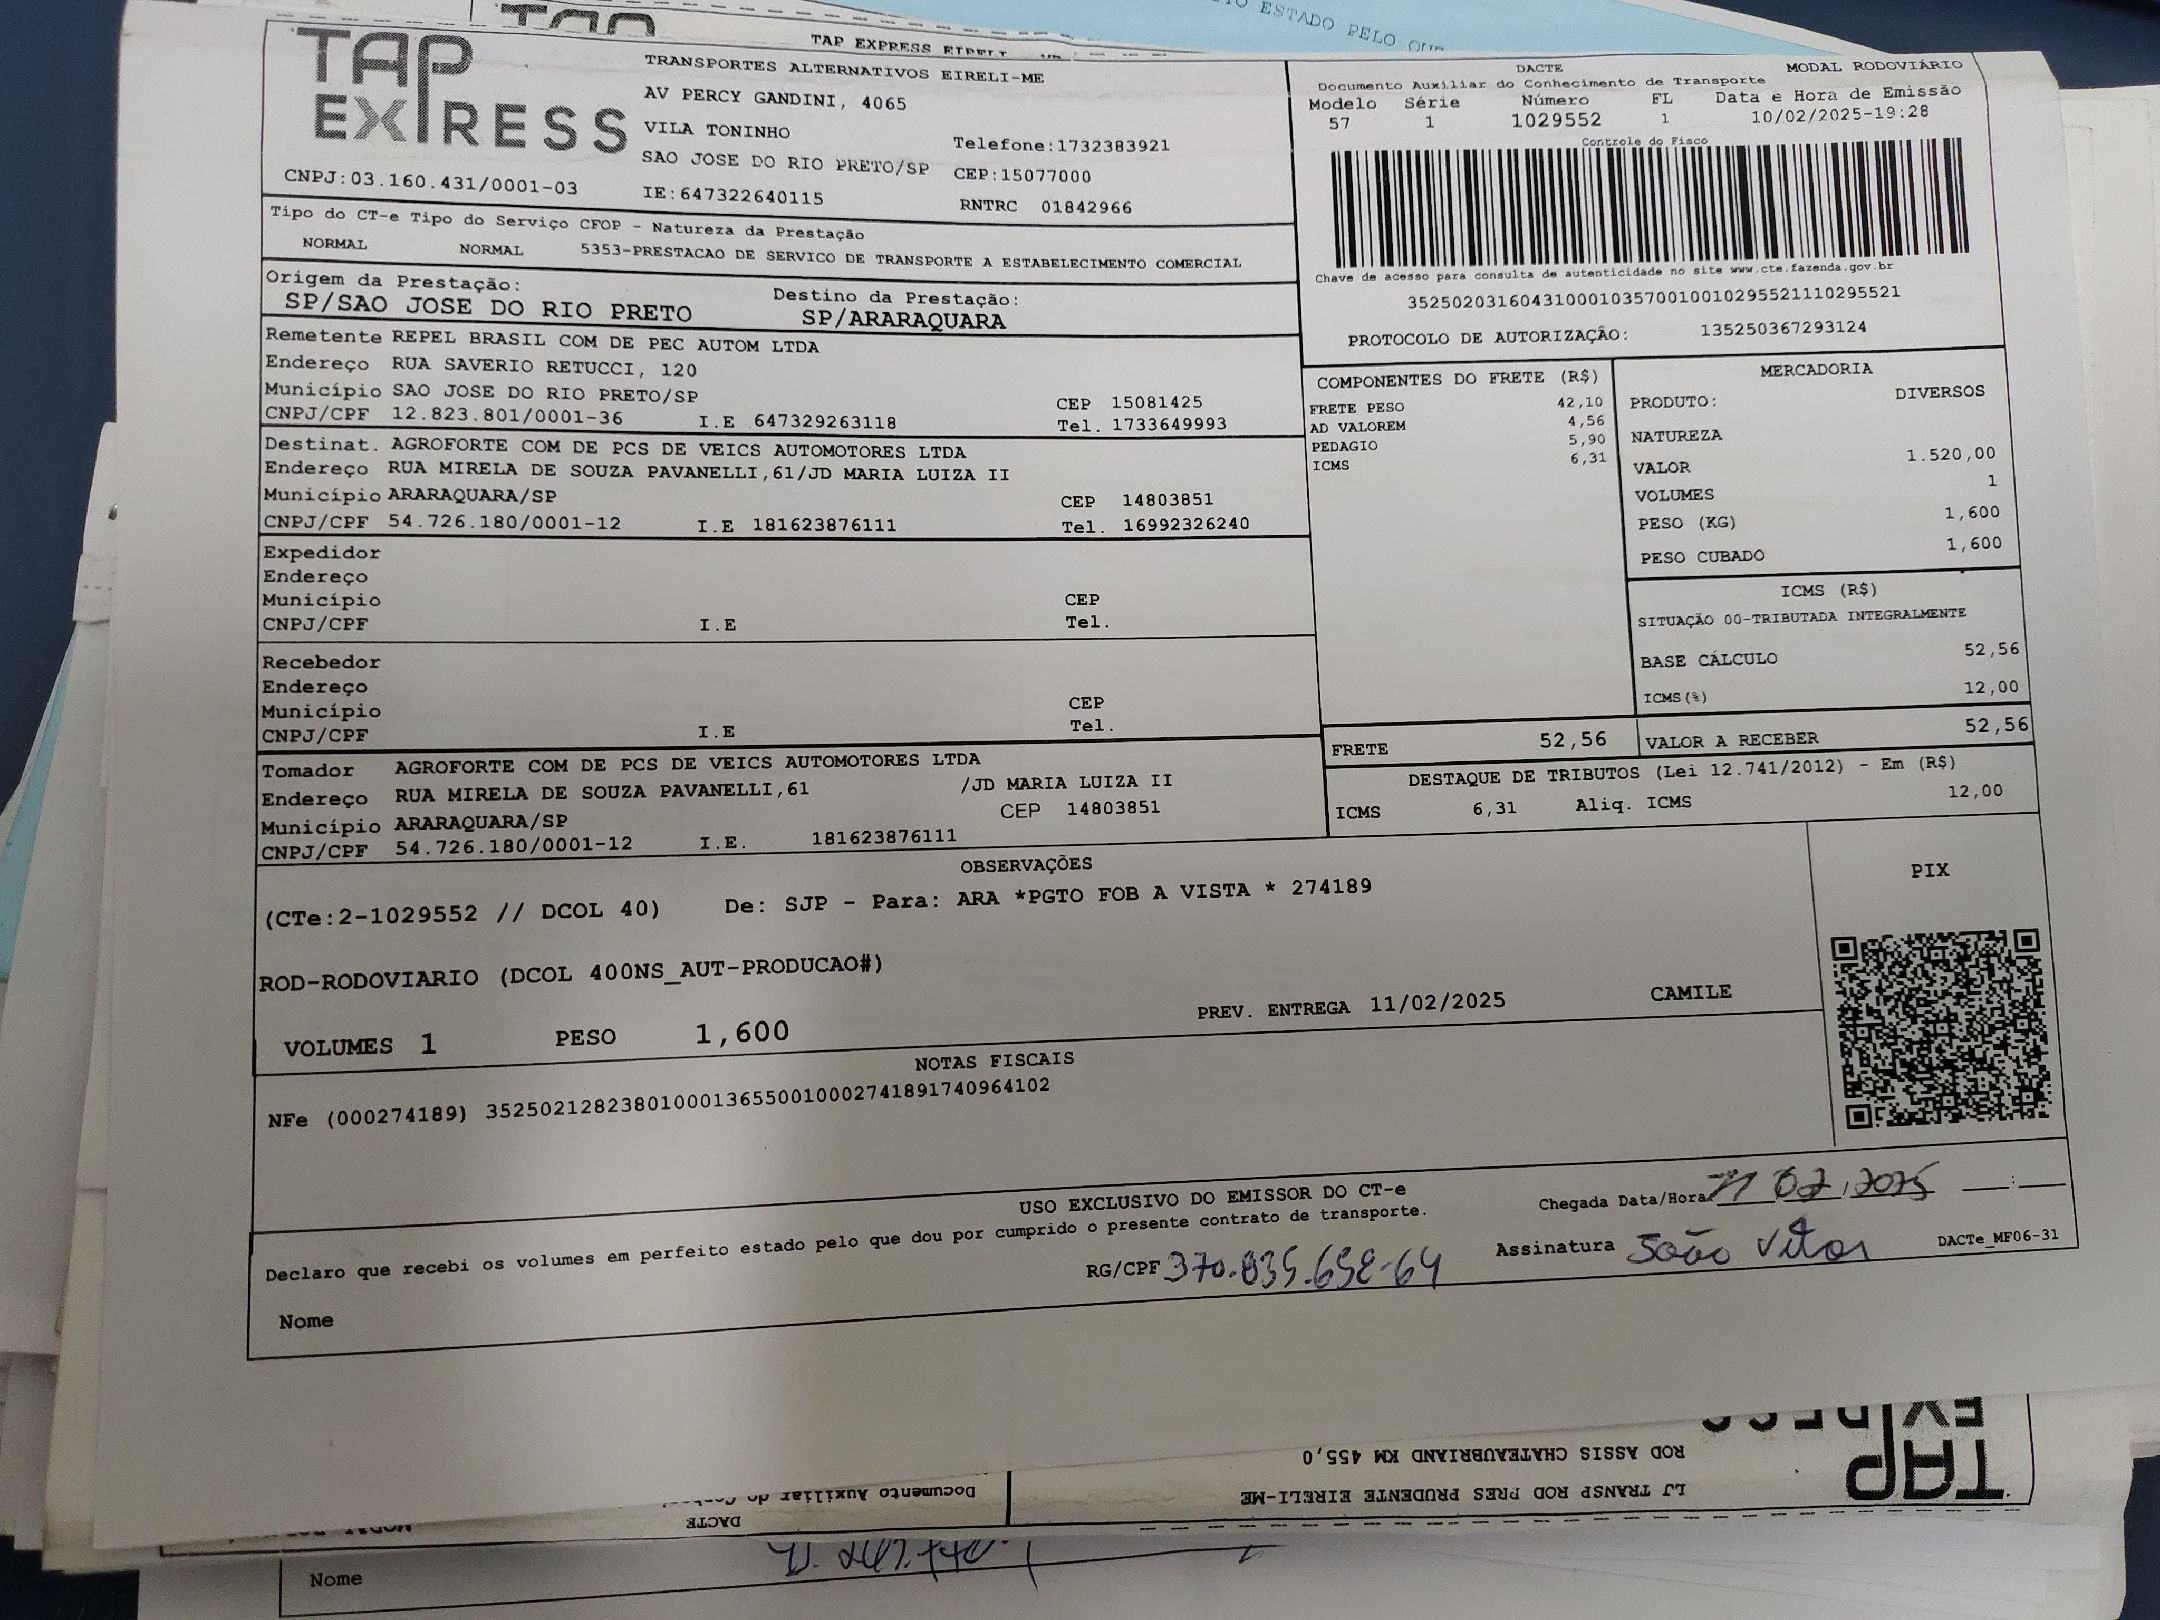 TO ESTADO PELO QUE
TAP EXPRESS EIRELI
TAP
EXPRESS
TRANSPORTES ALTERNATIVOS EIRELI-ME
AV PERCY GANDINI, 4065
VILA TONINHO
Telefone:1732383921
SAO JOSE DO RIO PRETO/SP CEP:15077000
CNPJ:03.160.431/0001-03 IE:647322640115 RNTRC 01842966
DACTE MODAL RODOVIÁRIO
Documento Auxiliar do Conhecimento de Transporte
Modelo Série Número FL Data e Hora de Emissão
57 1 1029552 1 10/02/2025-19:28
Controle do Fisco
Chave de acesso para consulta de autenticidade no site www.cte.fazenda.gov.br
35250203160431000103570010010295521110295521
PROTOCOLO DE AUTORIZAÇÃO: 135250367293124
Tipo do CT-e Tipo do Serviço CFOP - Natureza da Prestação
NORMAL NORMAL 5353-PRESTACAO DE SERVICO DE TRANSPORTE A ESTABELECIMENTO COMERCIAL
Origem da Prestação: Destino da Prestação:
SP/SAO JOSE DO RIO PRETO SP/ARARAQUARA
Remetente REPEL BRASIL COM DE PEC AUTOM LTDA
Endereço RUA SAVERIO RETUCCI, 120
Município SAO JOSE DO RIO PRETO/SP CEP 15081425
CNPJ/CPF 12.823.801/0001-36 I.E 647329263118 Tel. 1733649993
Destinat. AGROFORTE COM DE PCS DE VEICS AUTOMOTORES LTDA
Endereço RUA MIRELA DE SOUZA PAVANELLI,61/JD MARIA LUIZA II
Município ARARAQUARA/SP CEP 14803851
CNPJ/CPF 54.726.180/0001-12 I.E 181623876111 Tel. 16992326240
Expedidor
Endereço
Município CEP
CNPJ/CPF I.E Tel.
Recebedor
Endereço
Município CEP
CNPJ/CPF I.E Tel.
Tomador AGROFORTE COM DE PCS DE VEICS AUTOMOTORES LTDA
Endereço RUA MIRELA DE SOUZA PAVANELLI,61 /JD MARIA LUIZA II
Município ARARAQUARA/SP CEP 14803851
CNPJ/CPF 54.726.180/0001-12 I.E. 181623876111
COMPONENTES DO FRETE (R$)
FRETE PESO 42,10
AD VALOREM 4,56
PEDAGIO 5,90
ICMS 6,31
MERCADORIA
PRODUTO: DIVERSOS
NATUREZA
VALOR 1.520,00
VOLUMES 1
PESO (KG) 1,600
PESO CUBADO 1,600
ICMS (R$)
SITUAÇÃO 00-TRIBUTADA INTEGRALMENTE
BASE CÁLCULO 52,56
ICMS(%) 12,00
FRETE 52,56 VALOR A RECEBER 52,56
DESTAQUE DE TRIBUTOS (Lei 12.741/2012) - Em (R$)
ICMS 6,31 Aliq. ICMS 12,00
OBSERVAÇÕES
(CTe:2-1029552 // DCOL 40) De: SJP - Para: ARA *PGTO FOB A VISTA * 274189
PIX
ROD-RODOVIARIO (DCOL 400NS_AUT-PRODUCAO#)
VOLUMES 1 PESO 1,600 PREV. ENTREGA 11/02/2025 CAMILE
NOTAS FISCAIS
NFe (000274189) 35250212823801000136550010002741891740964102
USO EXCLUSIVO DO EMISSOR DO CT-e
Declaro que recebi os volumes em perfeito estado pelo que dou por cumprido o presente contrato de transporte.
Chegada Data/Hora 11 02 2025 :
RG/CPF 370.835.658-64 Assinatura João Vitor DACTe_MF06-31
Nome
TAP
ROD ASSIS CHATEAUBRIAND KM 455,0
LJ TRANSP ROD PRES PRUDENTE EIRELI-ME
Documento Auxiliar do
DACTE
Nome